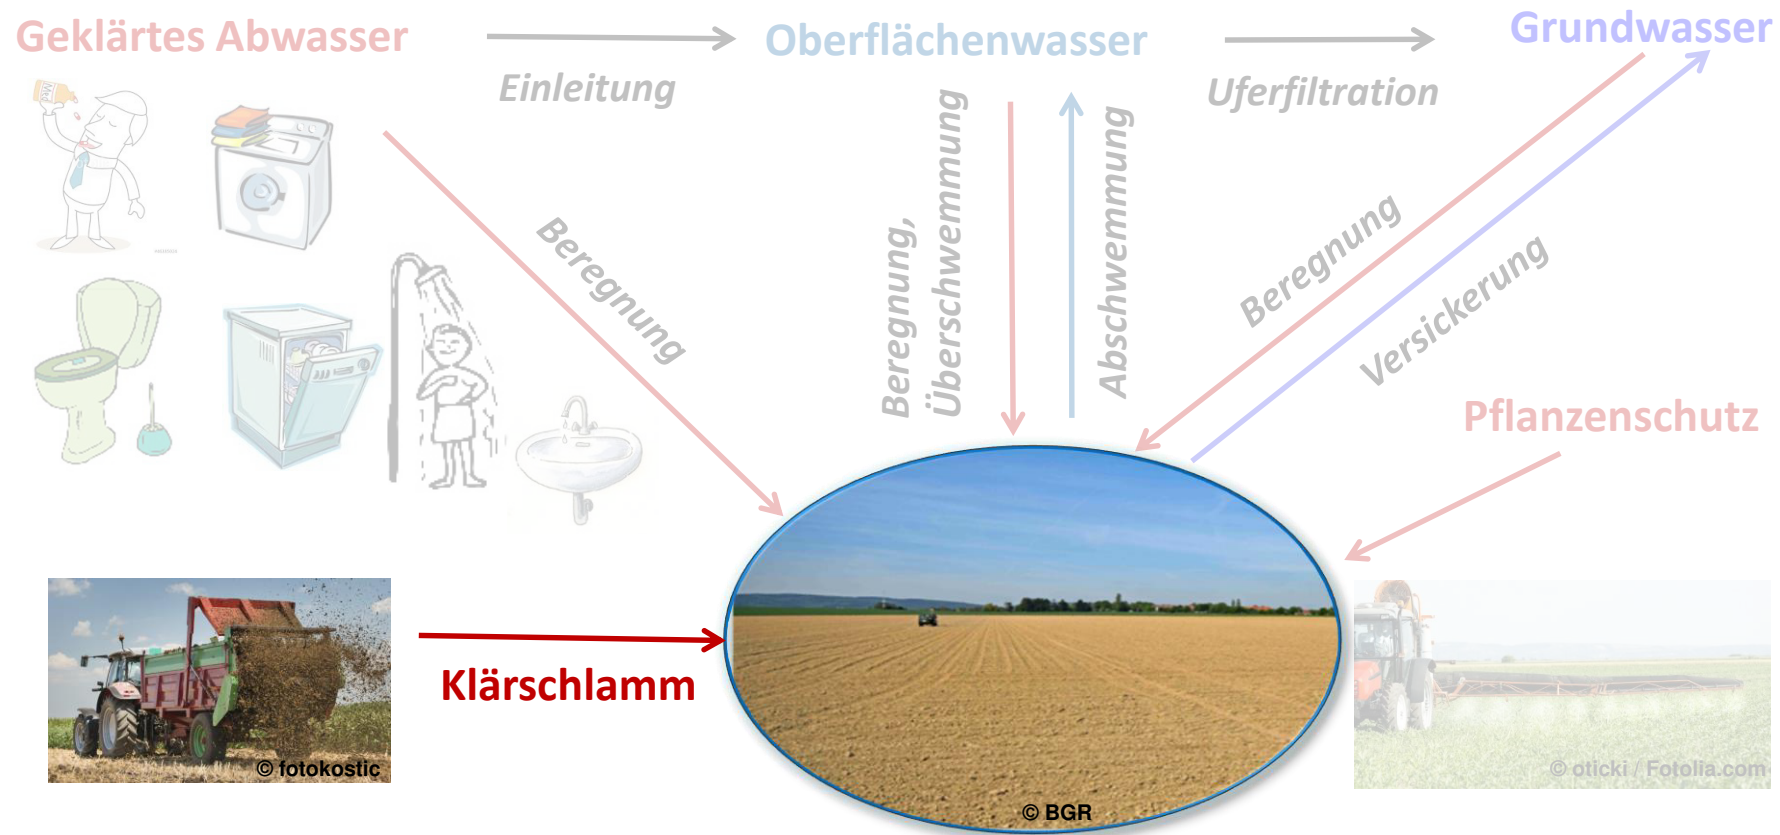 Geklärtes Abwasser
Einleitung
Oberflächenwasser
Uferfiltration
Grundwasser
Med
Beregnung
Beregnung,
Überschwemmung
Abschwemmung
Beregnung
Versickerung
Pflanzenschutz
Klärschlamm
© fotokostic
© BGR
© oticki / Fotolia.com